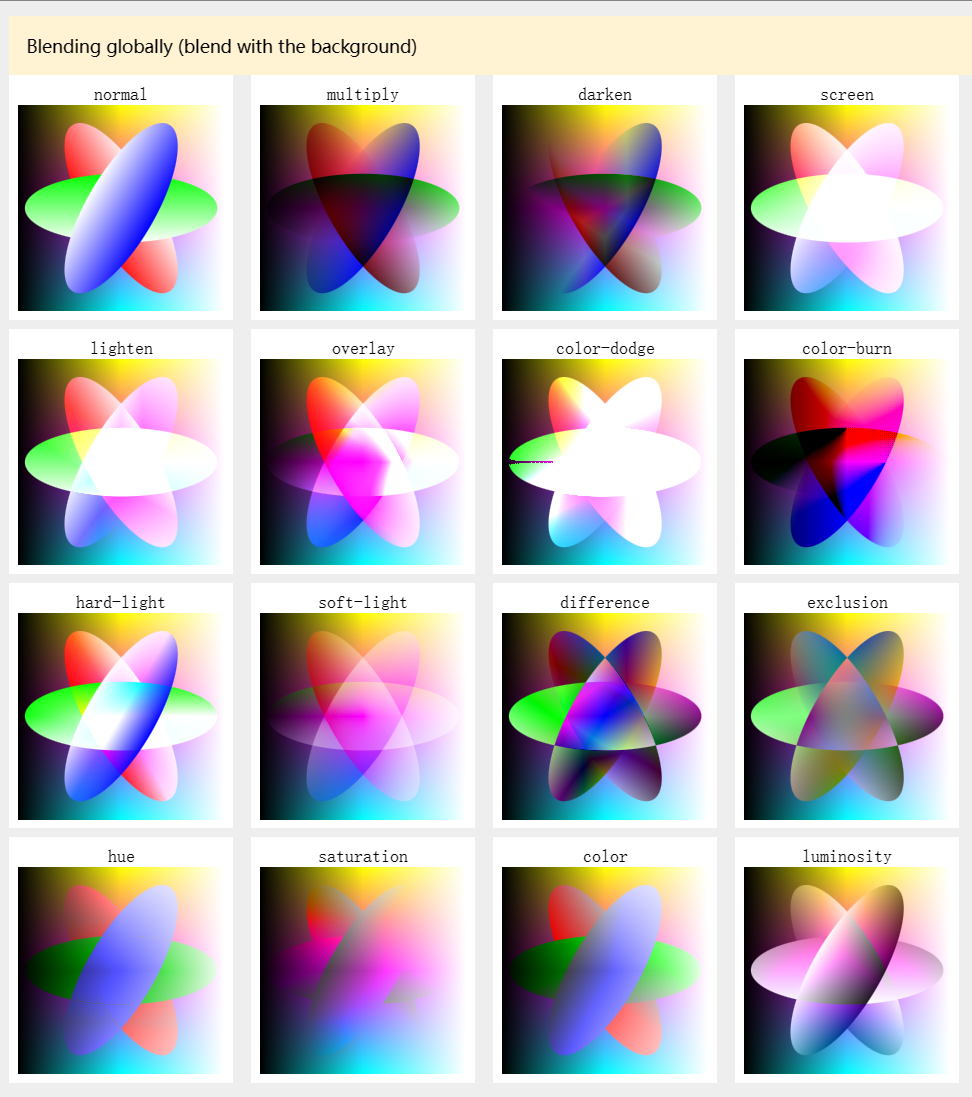 Blending globally (blend with the background)
normal
multiply
darken
screen
lighten
overlay
color-dodge
color-burn
hard-light
soft-light
difference
exclusion
hue
saturation
color
luminosity